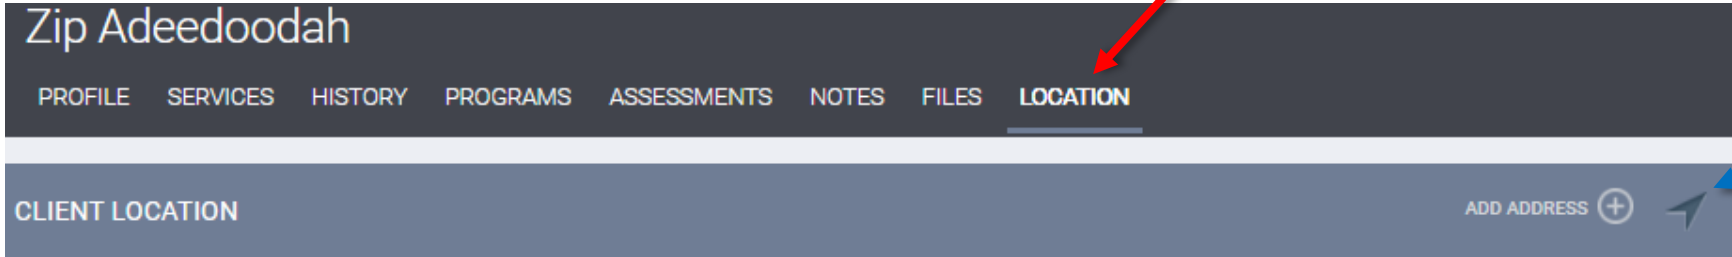 Zip Adeedoodah
PROFILE SERVICES HISTORY PROGRAMS ASSESSMENTS NOTES FILES LOCATION
CLIENT LOCATION ADD ADDRESS